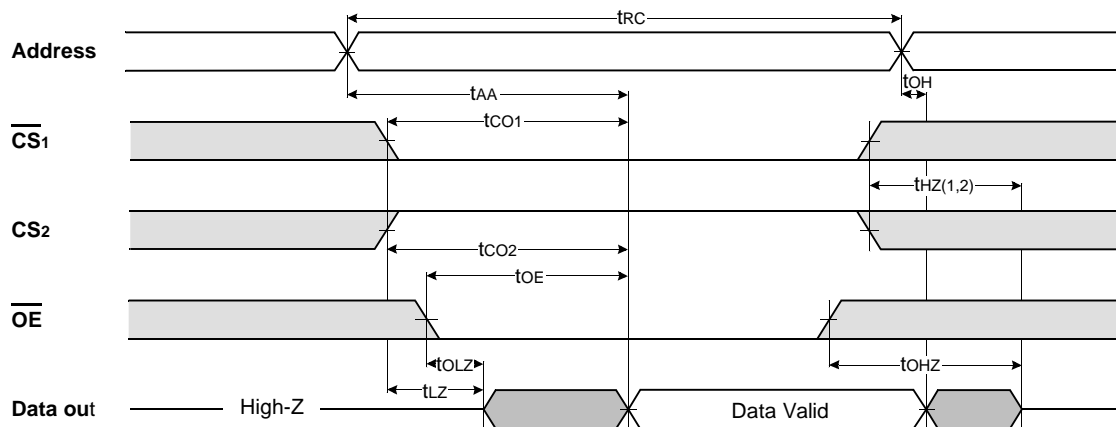 tRC
Address
tOH
tAA
tCO1
CS1
tHZ(1,2)
CS2
tCO2
tOE
OE
tOLZ
tOHZ
tLZ
Data out
High-Z
Data Valid